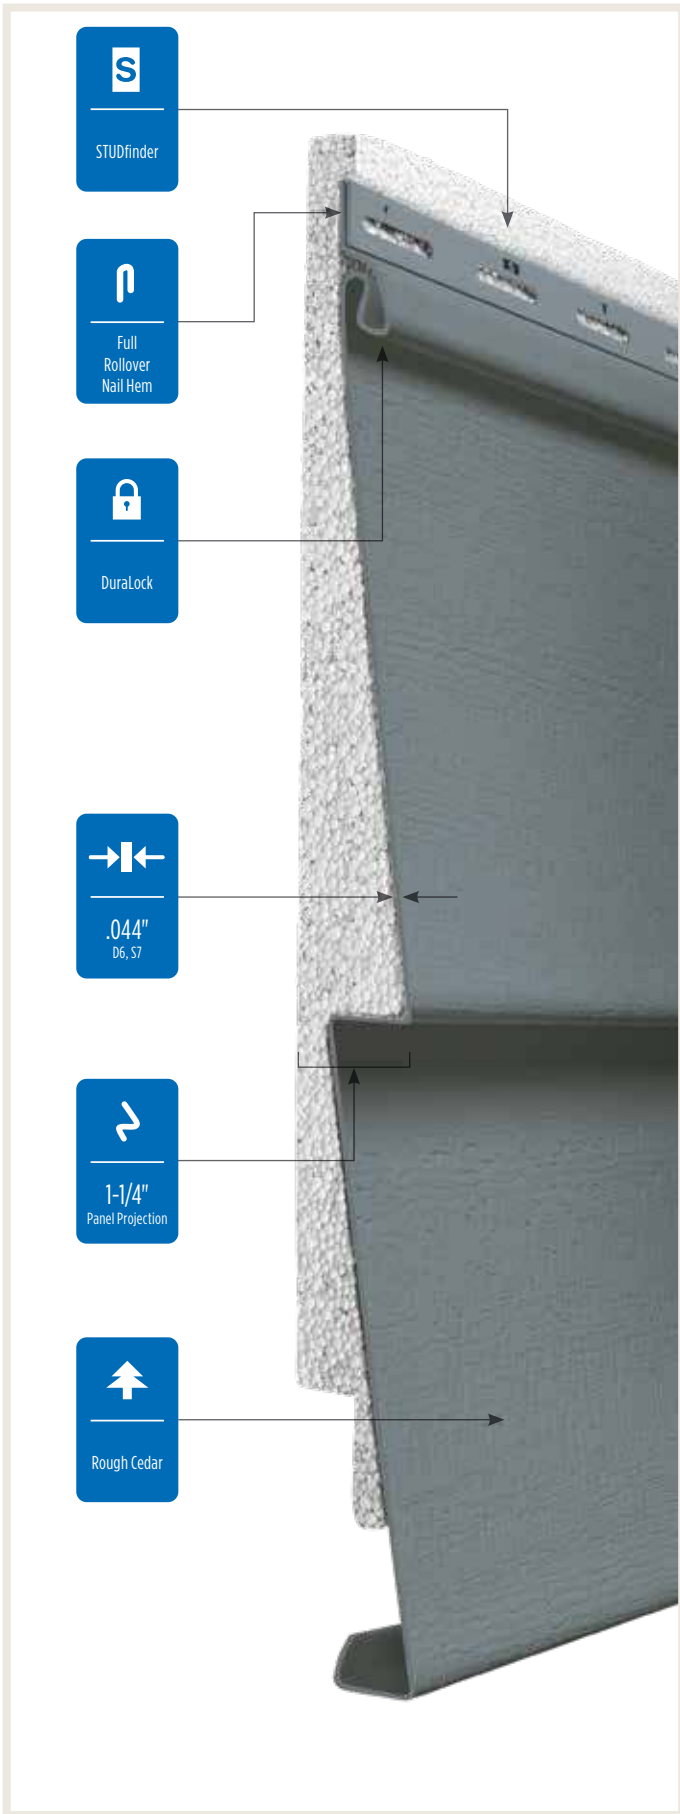 S
STUDfinder
Full
Rollover
Nail Hem
DuraLock
.044"
D6, S7
1-1/4"
Panel Projection
Rough Cedar